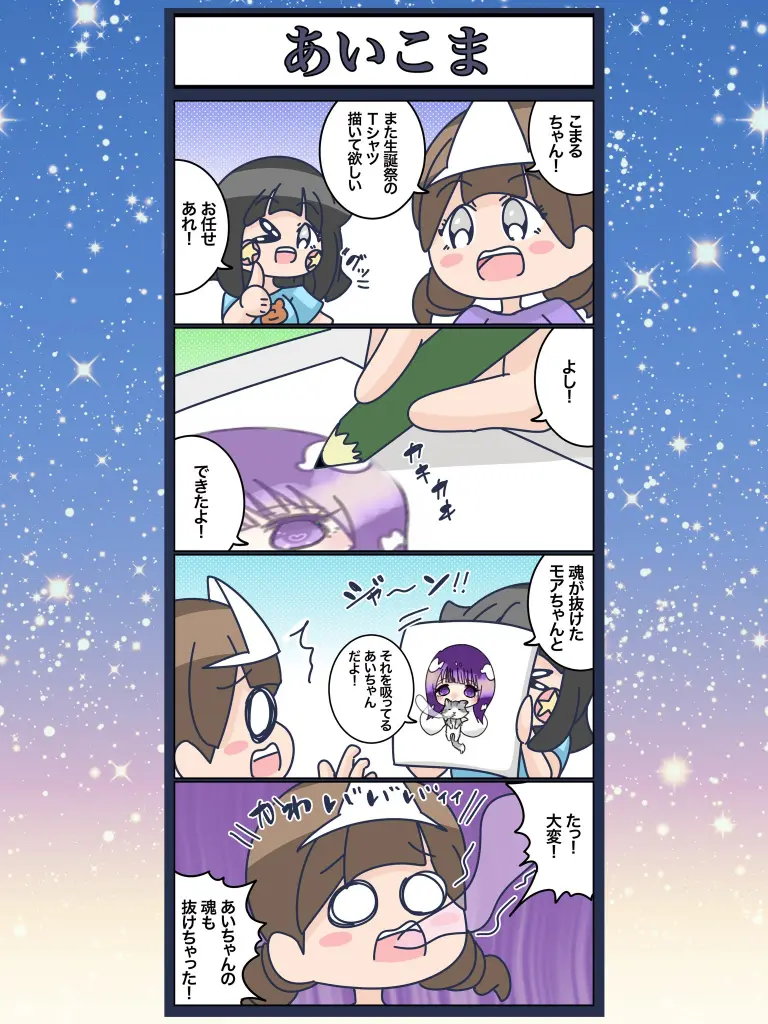 あいこま
こまる
ちゃん！
また生誕祭の
Tシャツ
描いて欲しい
お任せ
あれ！
グッ
よし！
カキカキ
できたよ！
魂が抜けた
モアちゃんと
ジャーン!!
それを吸ってる
あいちゃん
だよ！
たっ！
大変！
かわいいいいィィ
あいちゃんの
魂も
抜けちゃった！